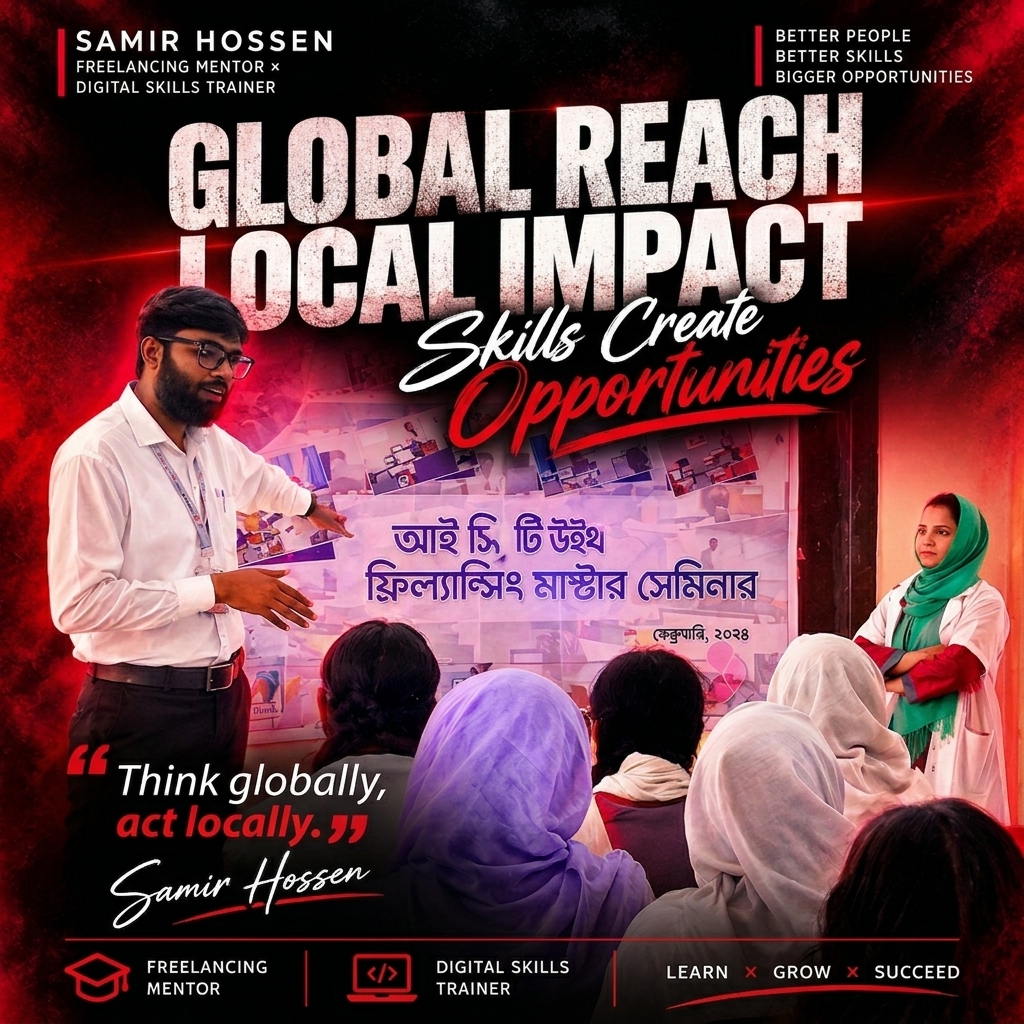 SAMIR HOSSEN
FREELANCING MENTOR ×
DIGITAL SKILLS TRAINER
BETTER PEOPLE
BETTER SKILLS
BIGGER OPPORTUNITIES
GLOBAL REACH
LOCAL IMPACT
Skills Create
Opportunities
আই সি টি উইথ
ফ্রিল্যান্সিং মাস্টার সেমিনার
২০২৪
“Think globally,
act locally.”
Samir Hossen
FREELANCING
MENTOR
</>
DIGITAL SKILLS
TRAINER
LEARN × GROW × SUCCEED